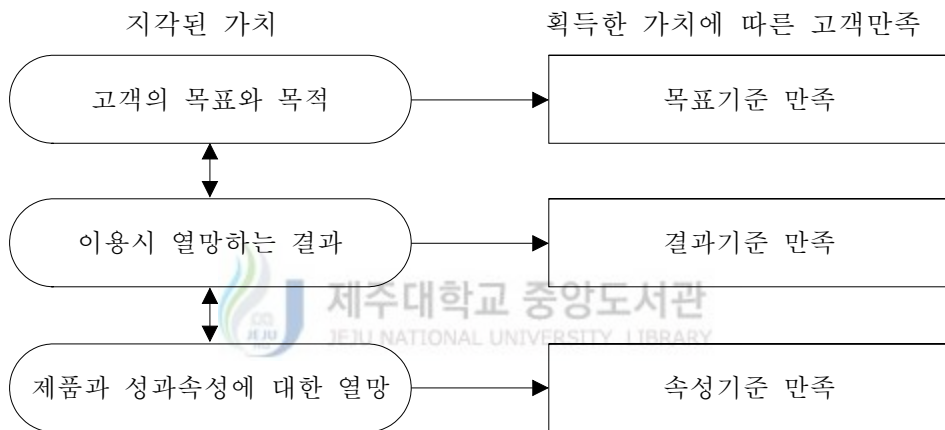 지각된 가치
획득한 가치에 따른 고객만족
고객의 목표와 목적
목표기준 만족
이용시 열망하는 결과
결과기준 만족
제주대학교 중앙도서관
JEJU NATIONAL UNIVERSITY LIBRARY
JEJU
1952
제품과 성과속성에 대한 열망
속성기준 만족